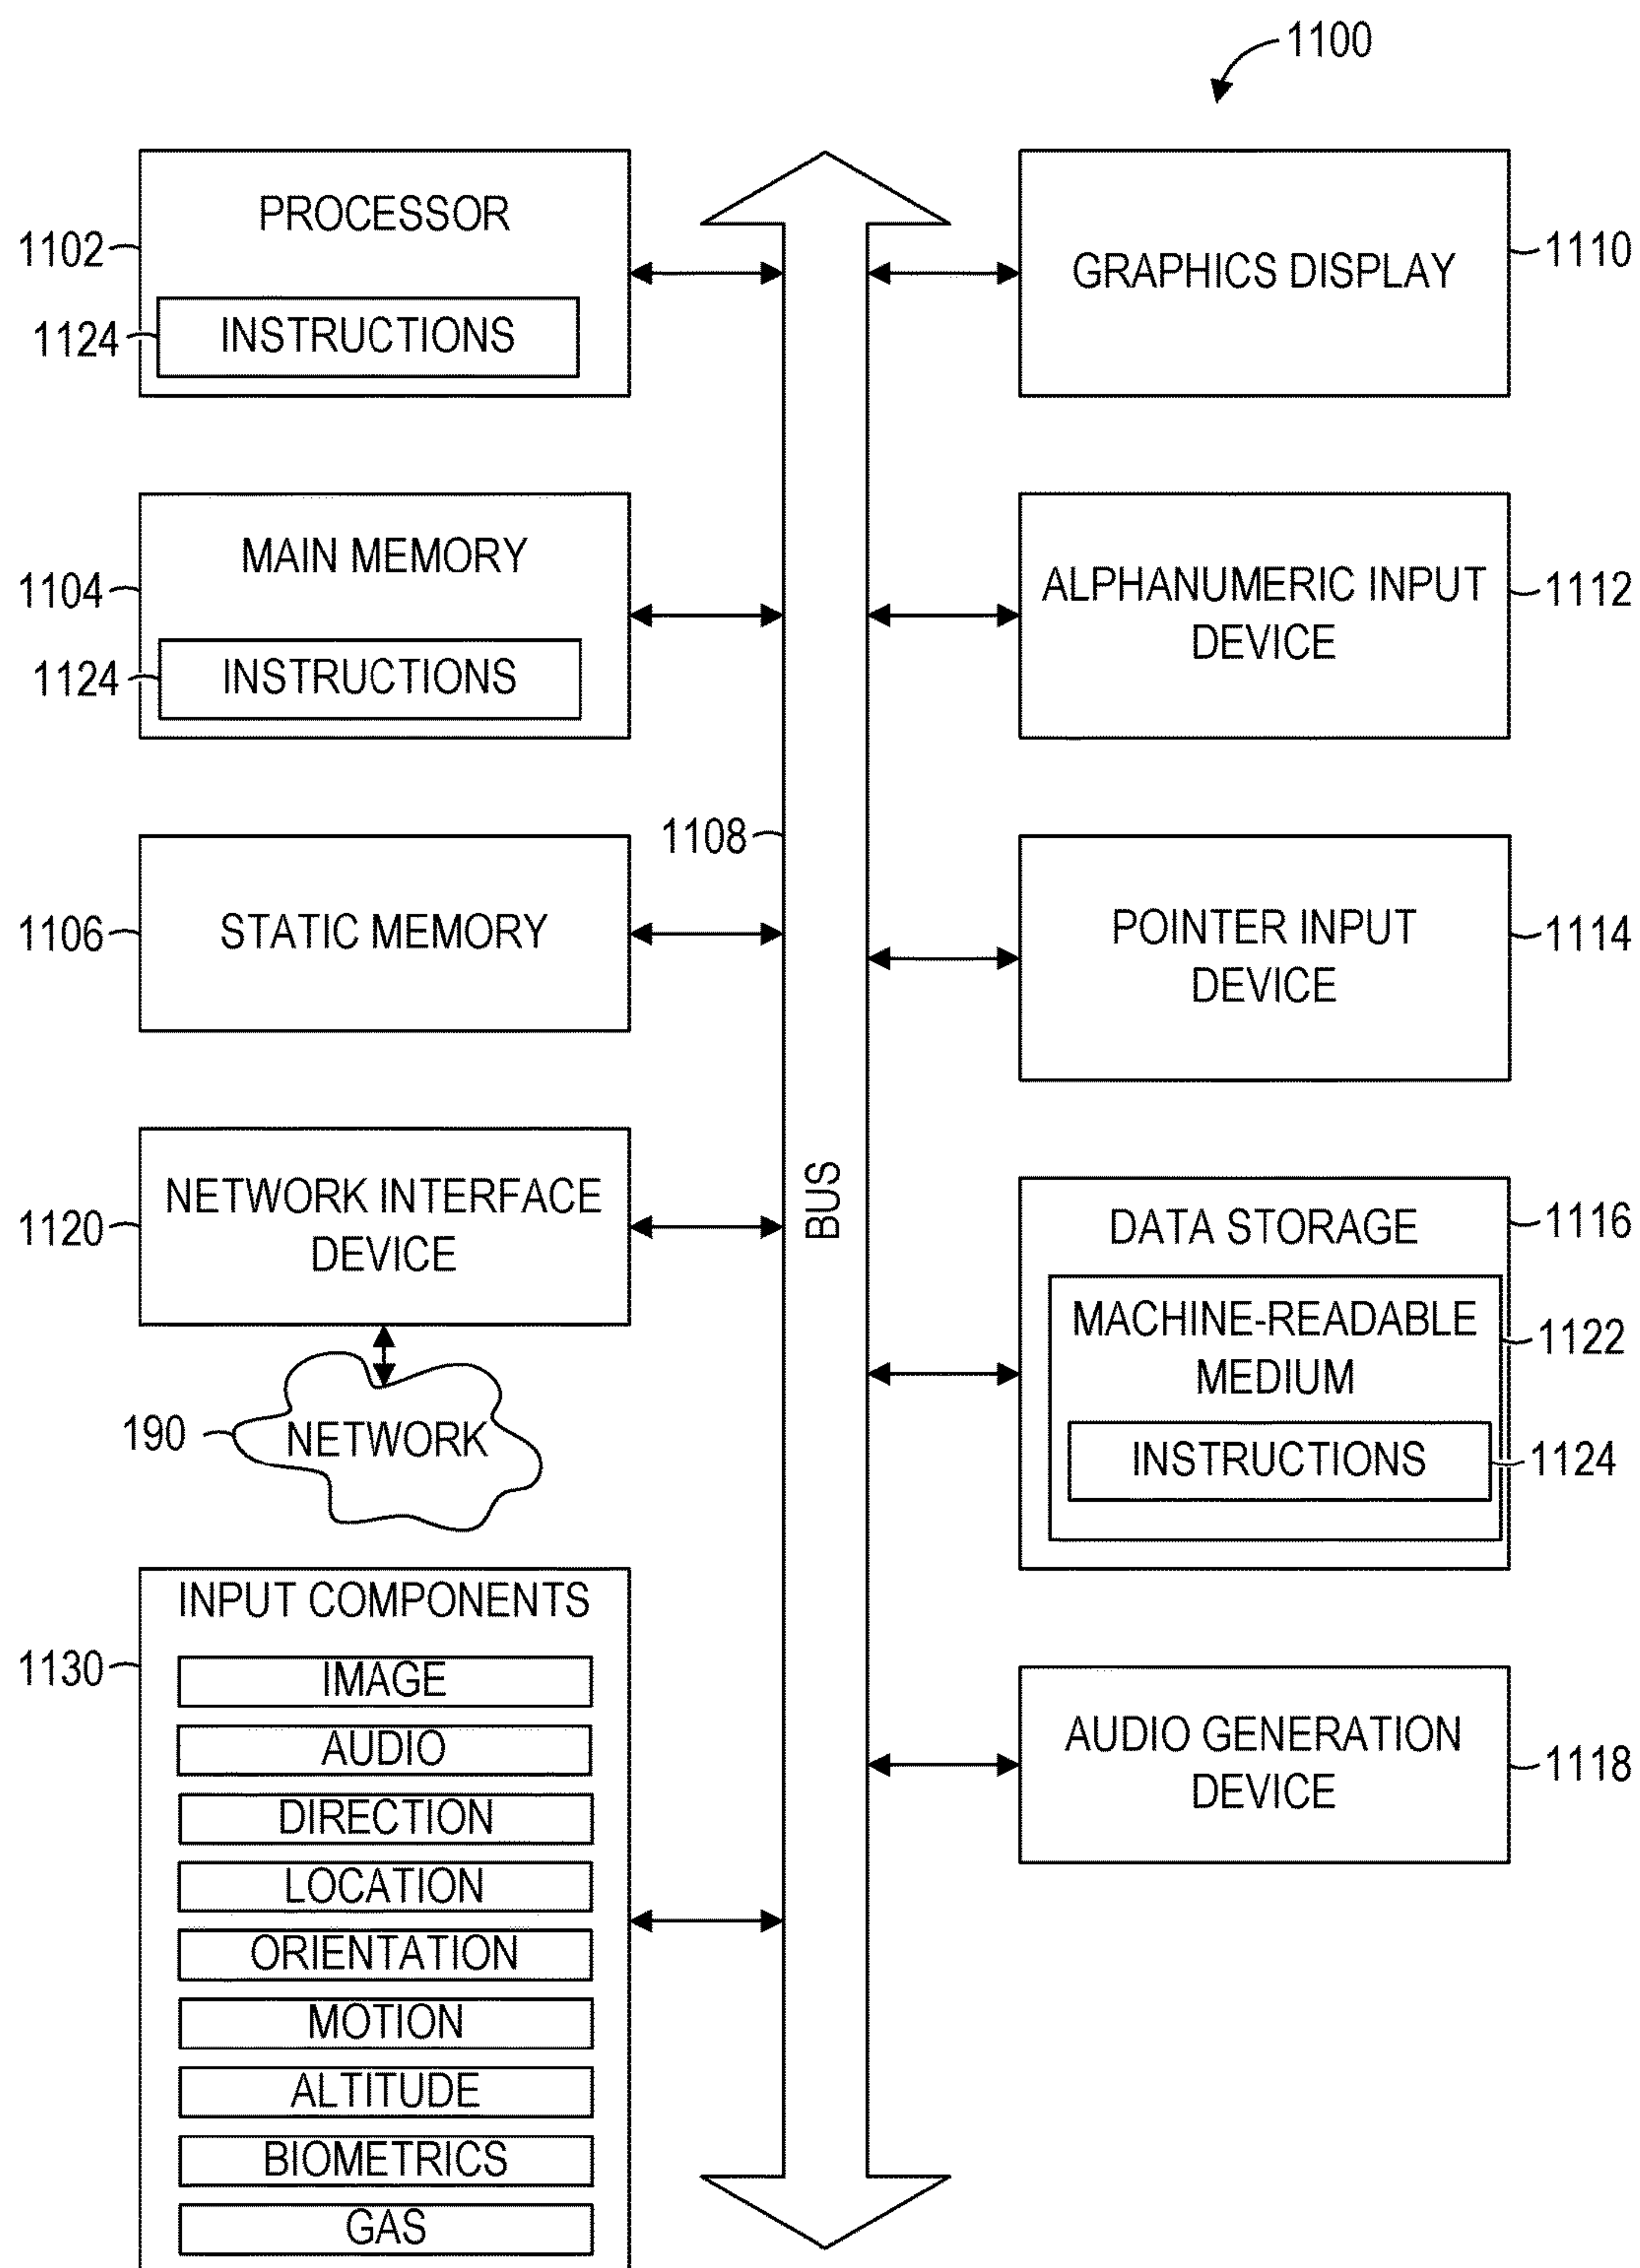 1100
PROCESSOR
1102
INSTRUCTIONS
1124
MAIN MEMORY
1104
INSTRUCTIONS
1124
STATIC MEMORY
1106
1108
BUS
NETWORK INTERFACE
DEVICE
1120
NETWORK
190
INPUT COMPONENTS
1130
IMAGE
AUDIO
DIRECTION
LOCATION
ORIENTATION
MOTION
ALTITUDE
BIOMETRICS
GAS
GRAPHICS DISPLAY
1110
ALPHANUMERIC INPUT
DEVICE
1112
POINTER INPUT
DEVICE
1114
DATA STORAGE
1116
MACHINE-READABLE
MEDIUM
1122
INSTRUCTIONS
1124
AUDIO GENERATION
DEVICE
1118